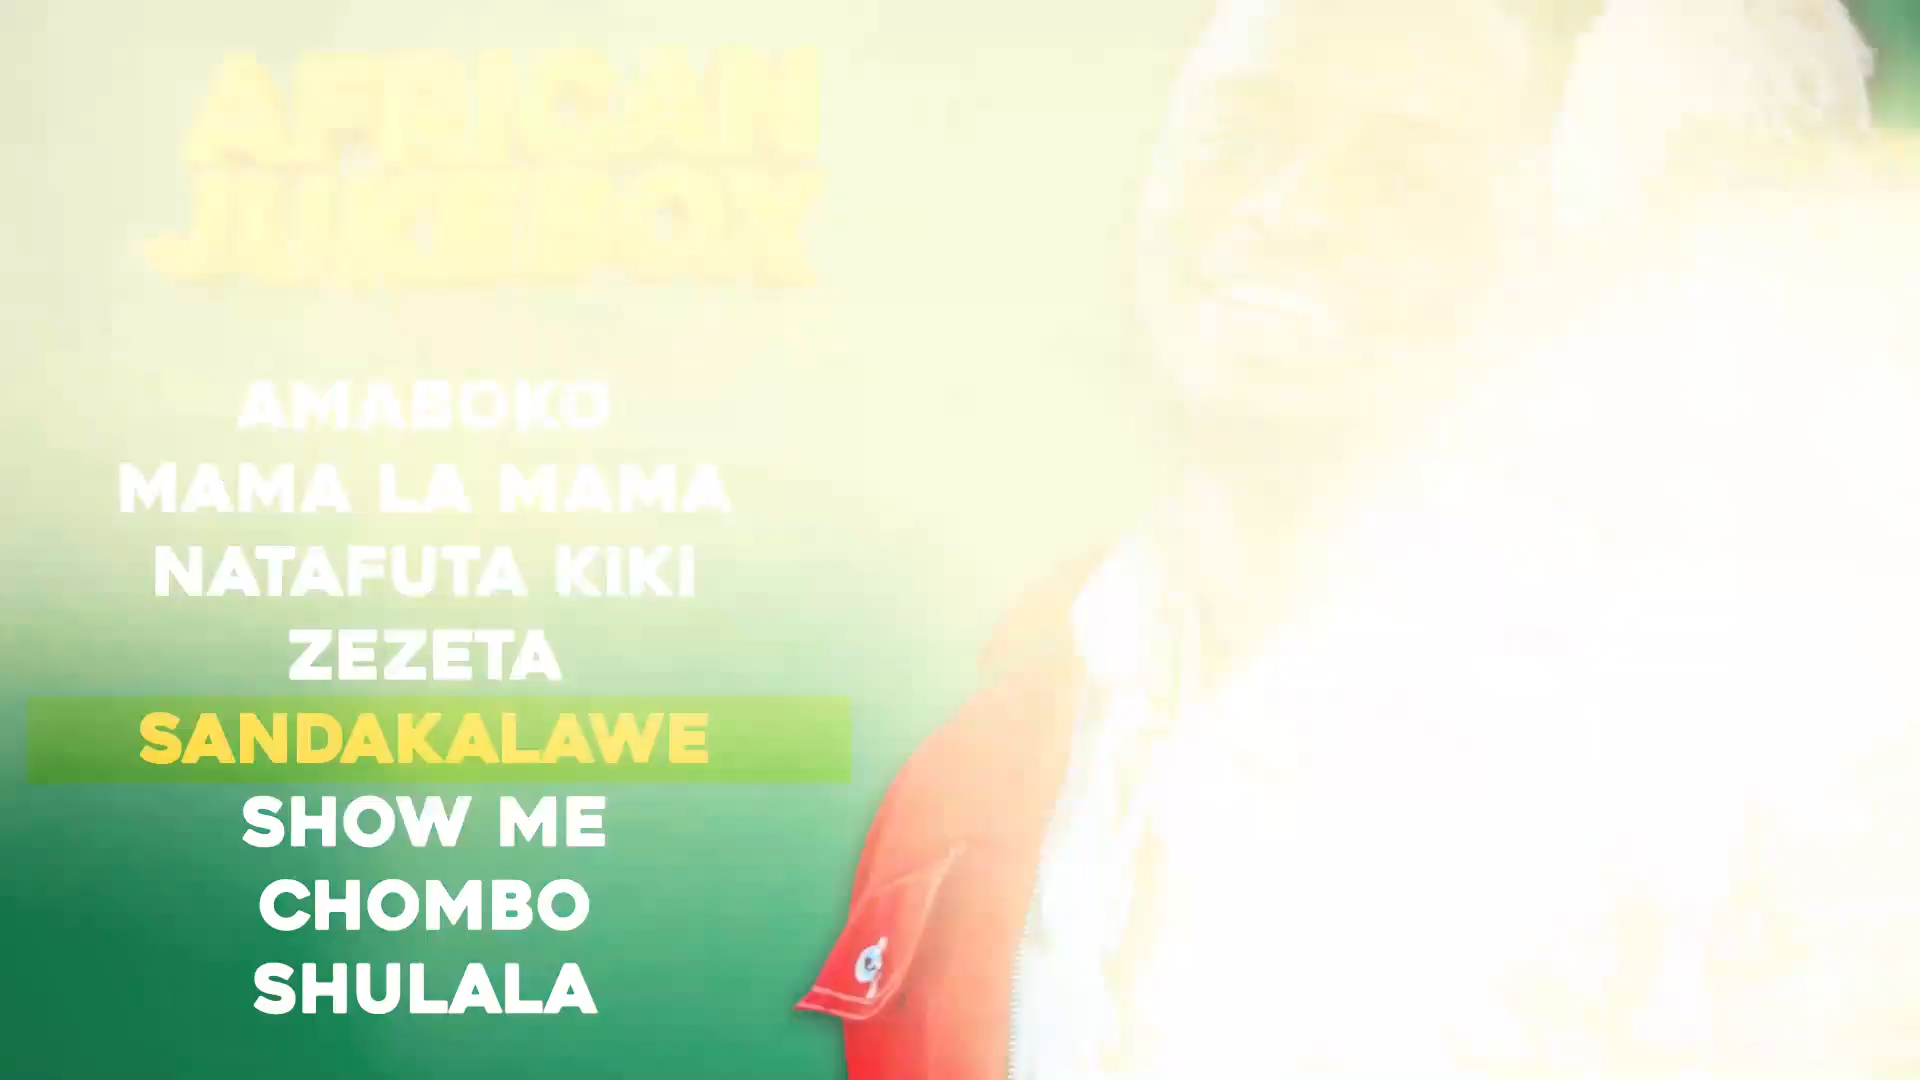 AFRICAN
JUKEBOX
AMABOKO
MAMA LA MAMA
NATAFUTA KIKI
ZEZETA
SANDAKALAWE
SHOW ME
CHOMBO
SHULALA